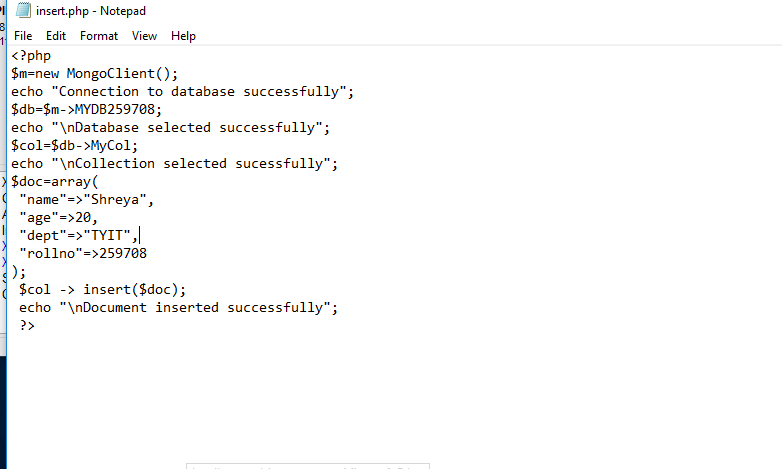 insert.php - Notepad
File Edit Format View Help
<?php
$m=new MongoClient();
echo "Connection to database successfully";
$db=$m->MYDB259708;
echo "\nDatabase selected successfully";
$col=$db->MyCol;
echo "\nCollection selected sucessfully";
$doc=array(
"name"=>"Shreya",
"age"=>20,
"dept"=>"TYIT",
"rollno"=>259708
);
$col -> insert($doc);
echo "\nDocument inserted successfully";
?>